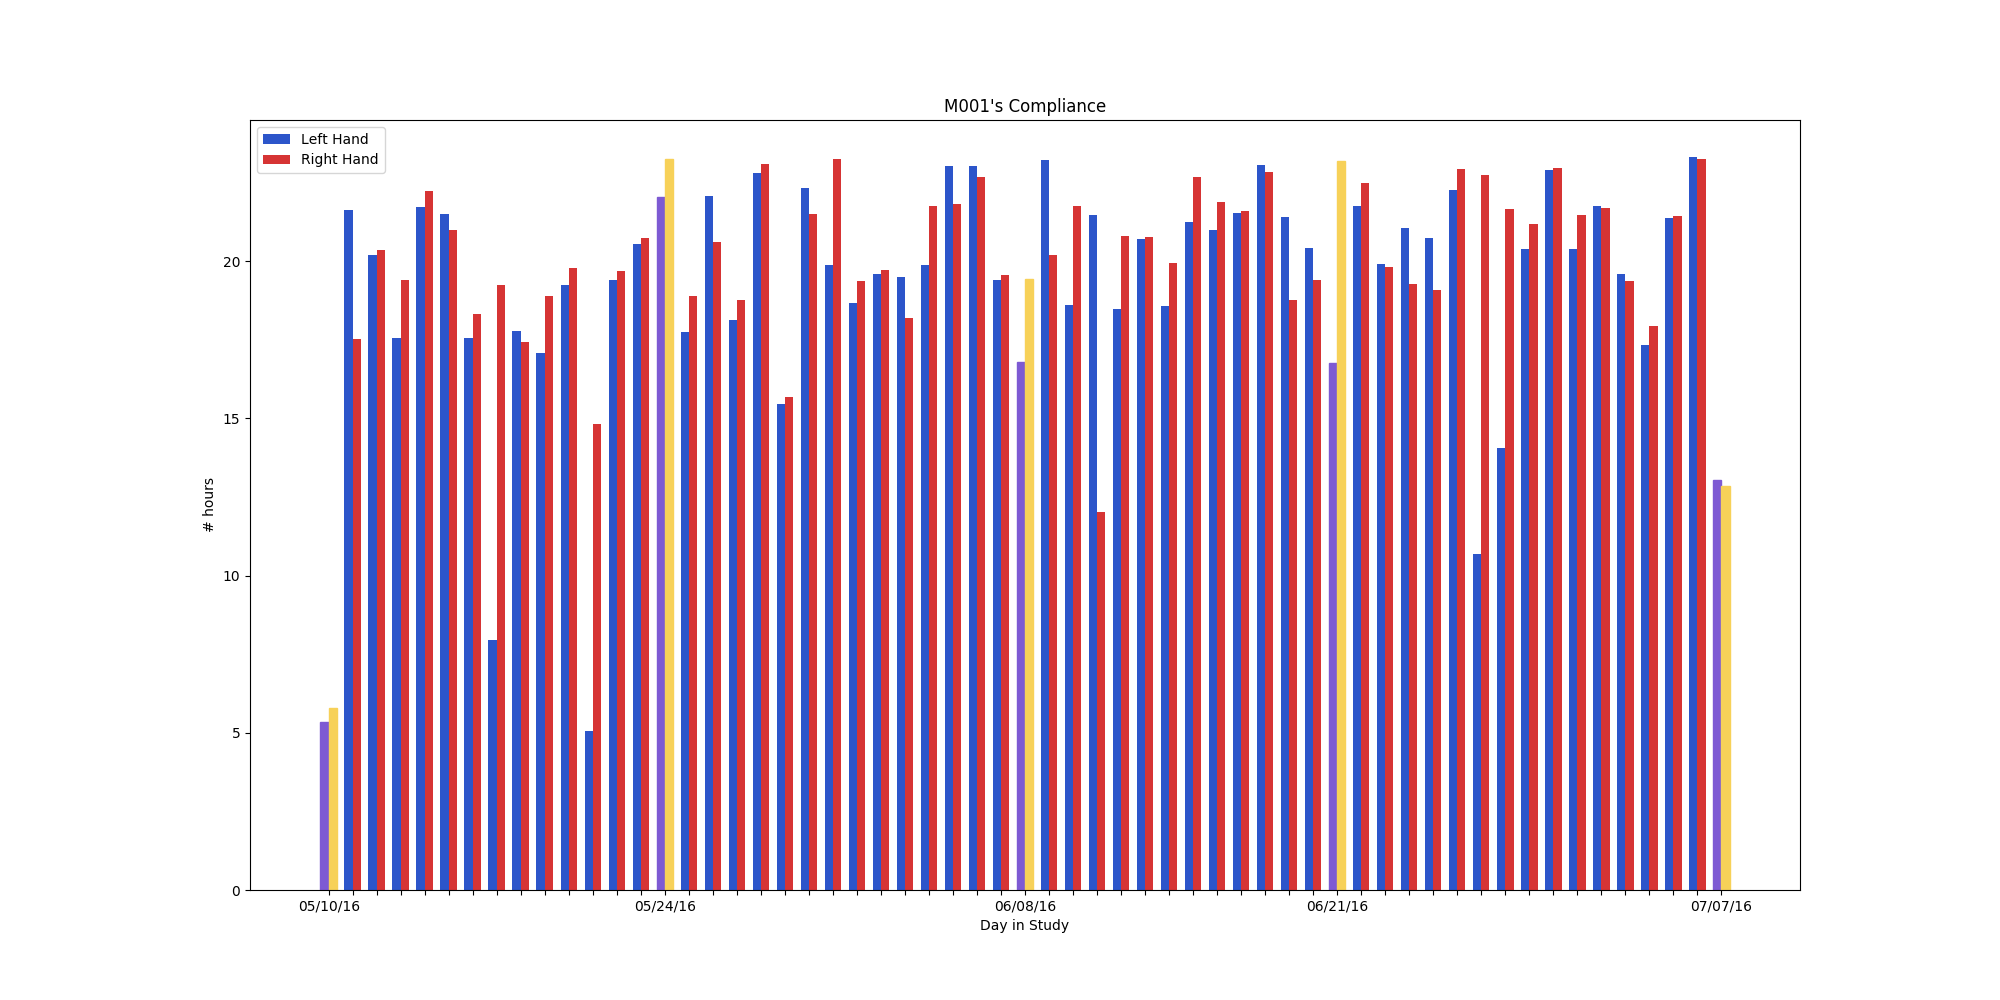 M001's Compliance
Left Hand
Right Hand
# hours
20
15
10
5
0
05/10/16 05/24/16 06/08/16 06/21/16 07/07/16
Day in Study